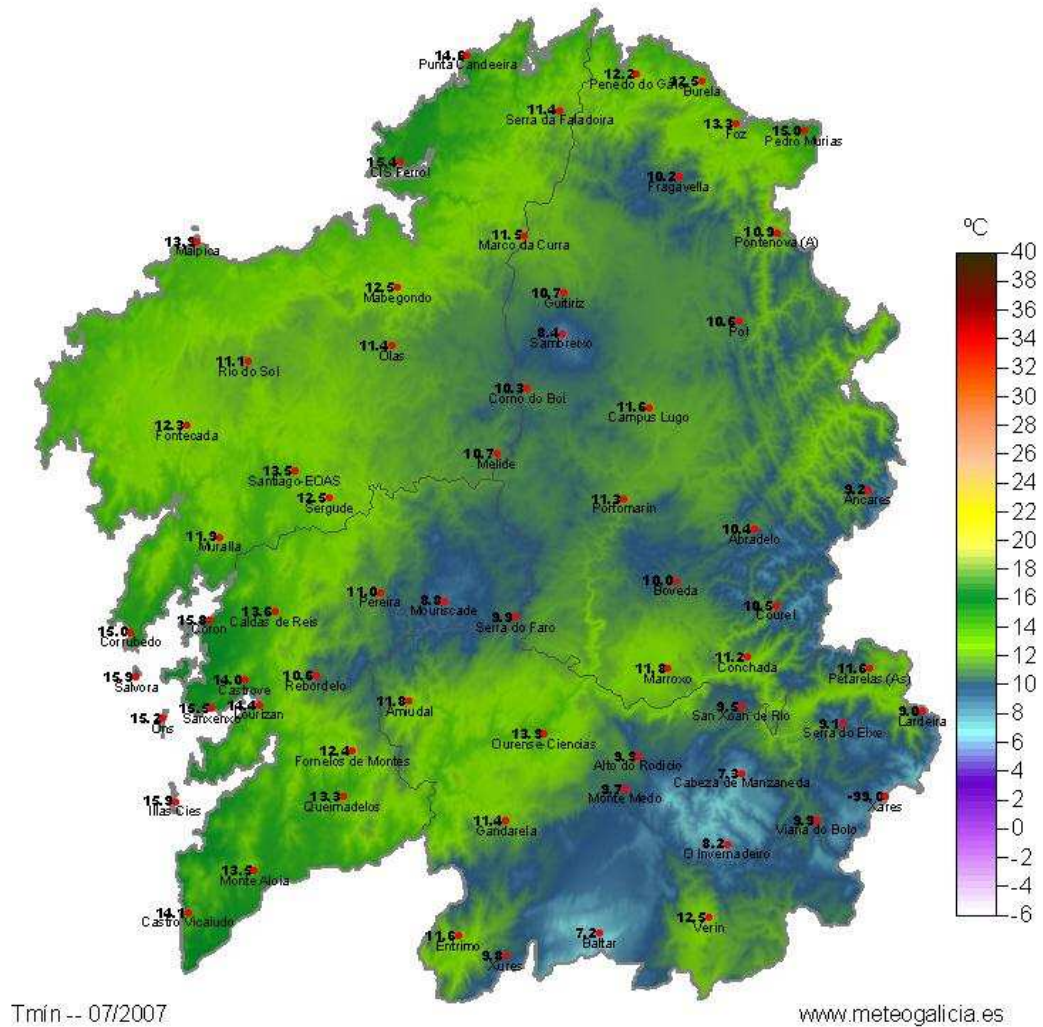 14.6
Punta Candeeira
12.2
Penedo do Galo
12.5
Burela
11.4
Serra da Faladoira
13.3
Foz
15.0
Pedro Murias
15.4
CIS Ferrol
10.2
Fragavella
13.9
Malpica
11.5
Marco da Curra
10.9
Pontenova (A)
ºC
12.5
Mabegondo
10.7
Guitiriz
10.6
Pol
8.4
Sambreixo
11.4
Olas
11.1
Rio do Sol
10.3
Corno do Boi
11.6
Campus Lugo
12.3
Fontecada
10.7
Melide
13.5
Santiago-EOAS
12.5
Sergude
11.3
Portomarin
9.2
Ancares
10.4
Abradelo
11.9
Muralla
11.0
Pereira
8.8
Mouriscade
10.0
Boveda
10.5
Courel
13.6
Caldas de Reis
15.8
Coron
9.9
Serra do Faro
15.0
Corrubedo
11.2
Conchada
11.8
Marroxo
11.6
Petarelas (As)
15.9
Salvora
14.0
Castrove
10.6
Rebordelo
11.8
Amiudal
15.5
Sanxenxo
14.4
Lourizan
15.2
Ons
9.5
San Xoan de Rio
9.0
Lardeira
9.1
Serra do Eixe
13.9
Ourense-Ciencias
12.4
Fornelos de Montes
9.9
Alto do Rodicio
7.3
Cabeza de Manzaneda
15.9
Illas Cies
13.3
Queimadelos
9.7
Monte Medo
-99.0
Xares
11.4
Gandarela
9.9
Viana do Bolo
8.2
O Invernadeiro
13.5
Monte Aloia
14.1
Castro Vicaludo
12.5
Verin
11.6
Entrimo
7.2
Baltar
9.8
Xures
40
38
36
34
32
30
28
26
24
22
20
18
16
14
12
10
8
6
4
2
0
-2
-4
-6
Tmín -- 07/2007
www.meteogalicia.es